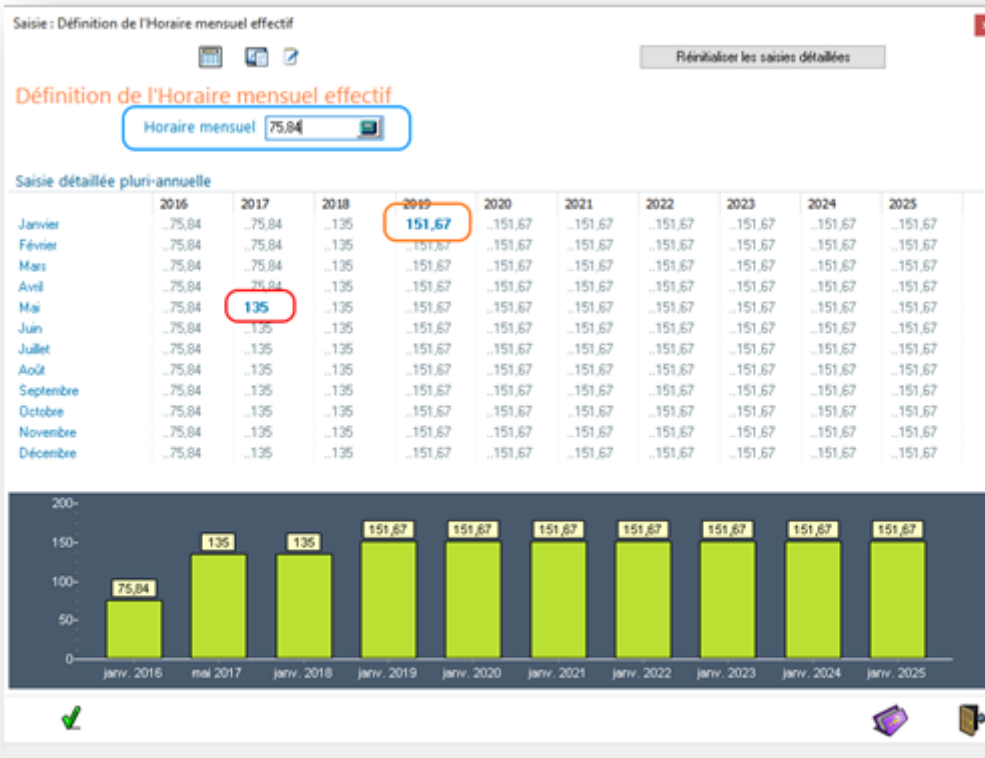 Saisie : Définition de l'Horaire mensuel effectif
Réinitialiser les saisies détaillées
Définition de l'Horaire mensuel effectif
Horaire mensuel 75,84
Saisie détaillée pluri-annuelle
2016 2017 2018 2019 2020 2021 2022 2023 2024 2025
Janvier ..75,84 ..75,84 ..135 151,67 ..151,67 ..151,67 ..151,67 ..151,67 ..151,67 ..151,67
Février ..75,84 ..75,84 ..135 ..151,67 ..151,67 ..151,67 ..151,67 ..151,67 ..151,67 ..151,67
Mars ..75,84 ..75,84 ..135 ..151,67 ..151,67 ..151,67 ..151,67 ..151,67 ..151,67 ..151,67
Avril ..75,84 ..75,84 ..135 ..151,67 ..151,67 ..151,67 ..151,67 ..151,67 ..151,67 ..151,67
Mai ..75,84 135 ..135 ..151,67 ..151,67 ..151,67 ..151,67 ..151,67 ..151,67 ..151,67
Juin ..75,84 ..135 ..135 ..151,67 ..151,67 ..151,67 ..151,67 ..151,67 ..151,67 ..151,67
Juillet ..75,84 ..135 ..135 ..151,67 ..151,67 ..151,67 ..151,67 ..151,67 ..151,67 ..151,67
Août ..75,84 ..135 ..135 ..151,67 ..151,67 ..151,67 ..151,67 ..151,67 ..151,67 ..151,67
Septembre ..75,84 ..135 ..135 ..151,67 ..151,67 ..151,67 ..151,67 ..151,67 ..151,67 ..151,67
Octobre ..75,84 ..135 ..135 ..151,67 ..151,67 ..151,67 ..151,67 ..151,67 ..151,67 ..151,67
Novembre ..75,84 ..135 ..135 ..151,67 ..151,67 ..151,67 ..151,67 ..151,67 ..151,67 ..151,67
Décembre ..75,84 ..135 ..135 ..151,67 ..151,67 ..151,67 ..151,67 ..151,67 ..151,67 ..151,67
200-
150-
100-
50-
0-
75,84 135 135 151,67 151,67 151,67 151,67 151,67 151,67 151,67
janv. 2016 mai 2017 janv. 2018 janv. 2019 janv. 2020 janv. 2021 janv. 2022 janv. 2023 janv. 2024 janv. 2025